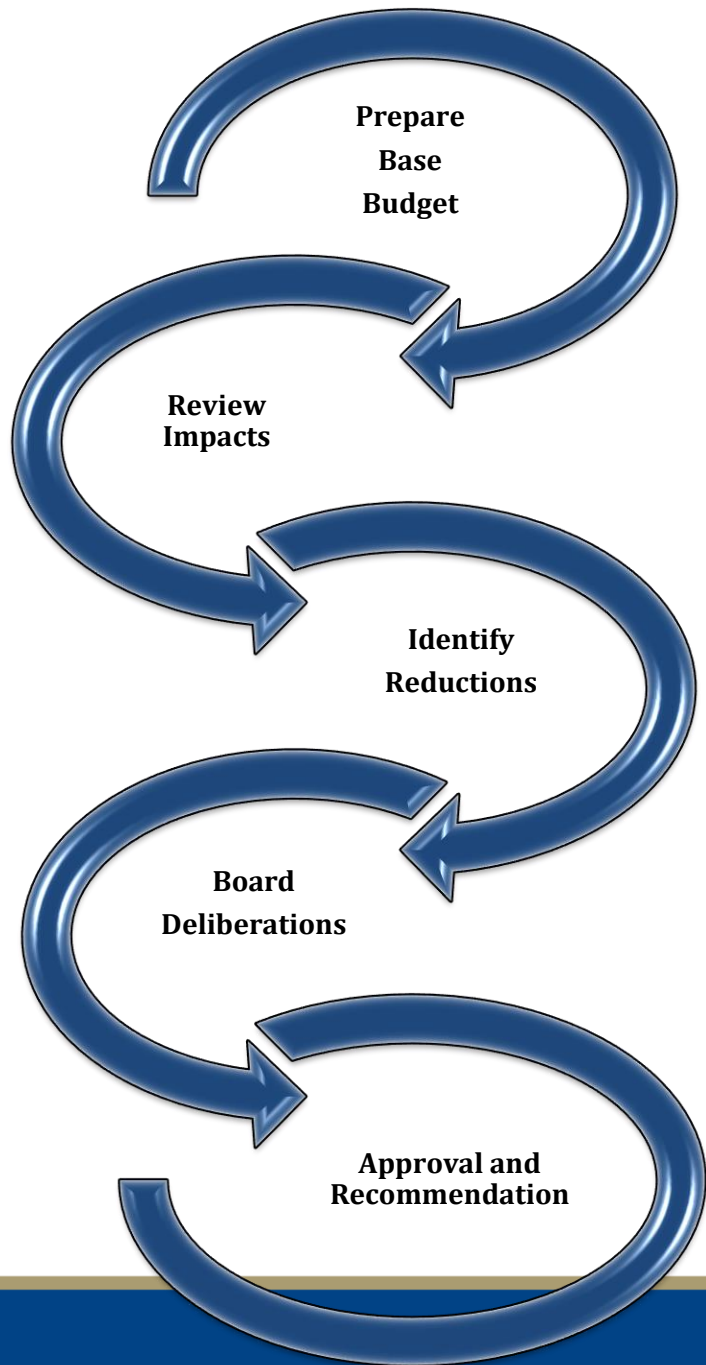 Prepare
Base
Budget
Review
Impacts
Identify
Reductions
Board
Deliberations
Approval and
Recommendation